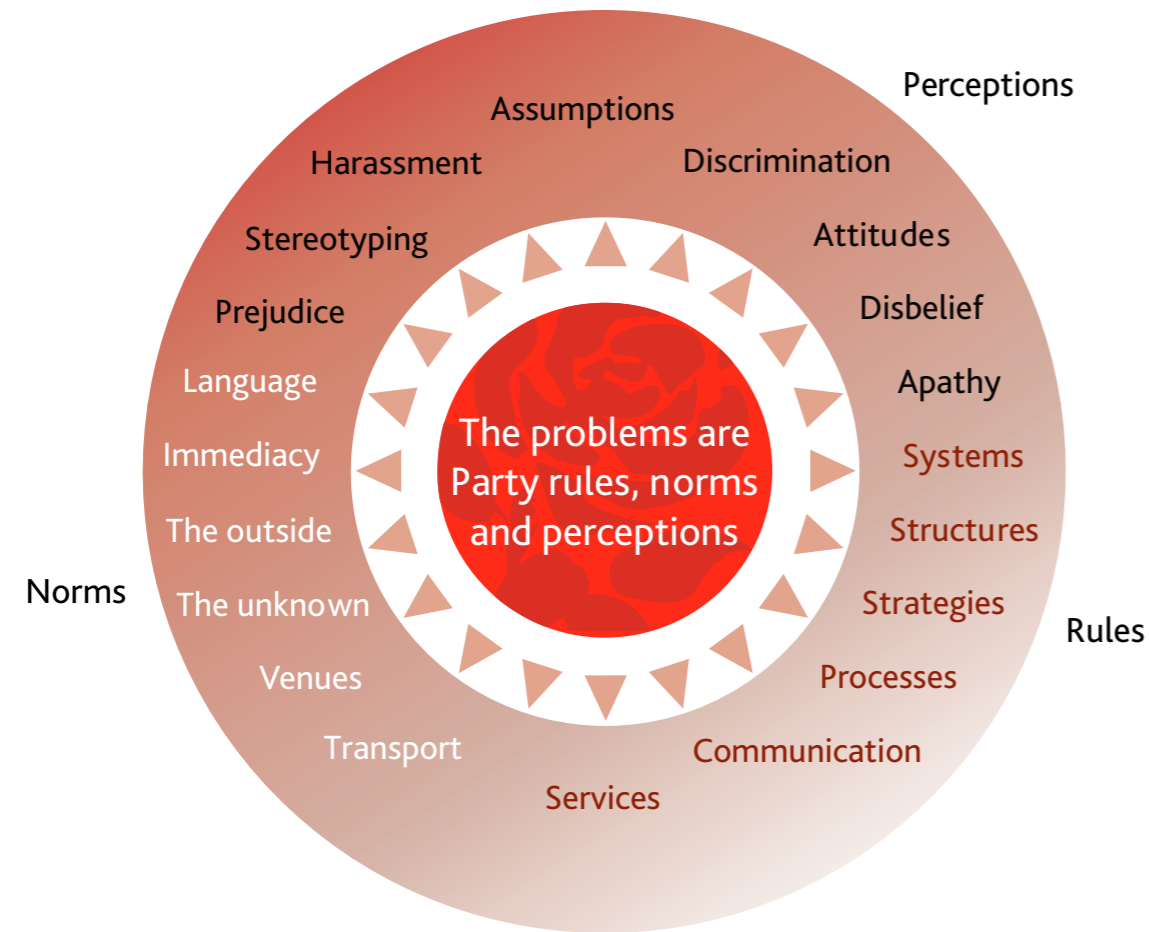 Perceptions
Assumptions
Harassment
Discrimination
Stereotyping
Attitudes
Prejudice
Disbelief
Language
Apathy
The problems are
Party rules, norms
and perceptions
Immediacy
Systems
The outside
Structures
Norms
The unknown
Strategies
Rules
Venues
Processes
Transport
Communication
Services